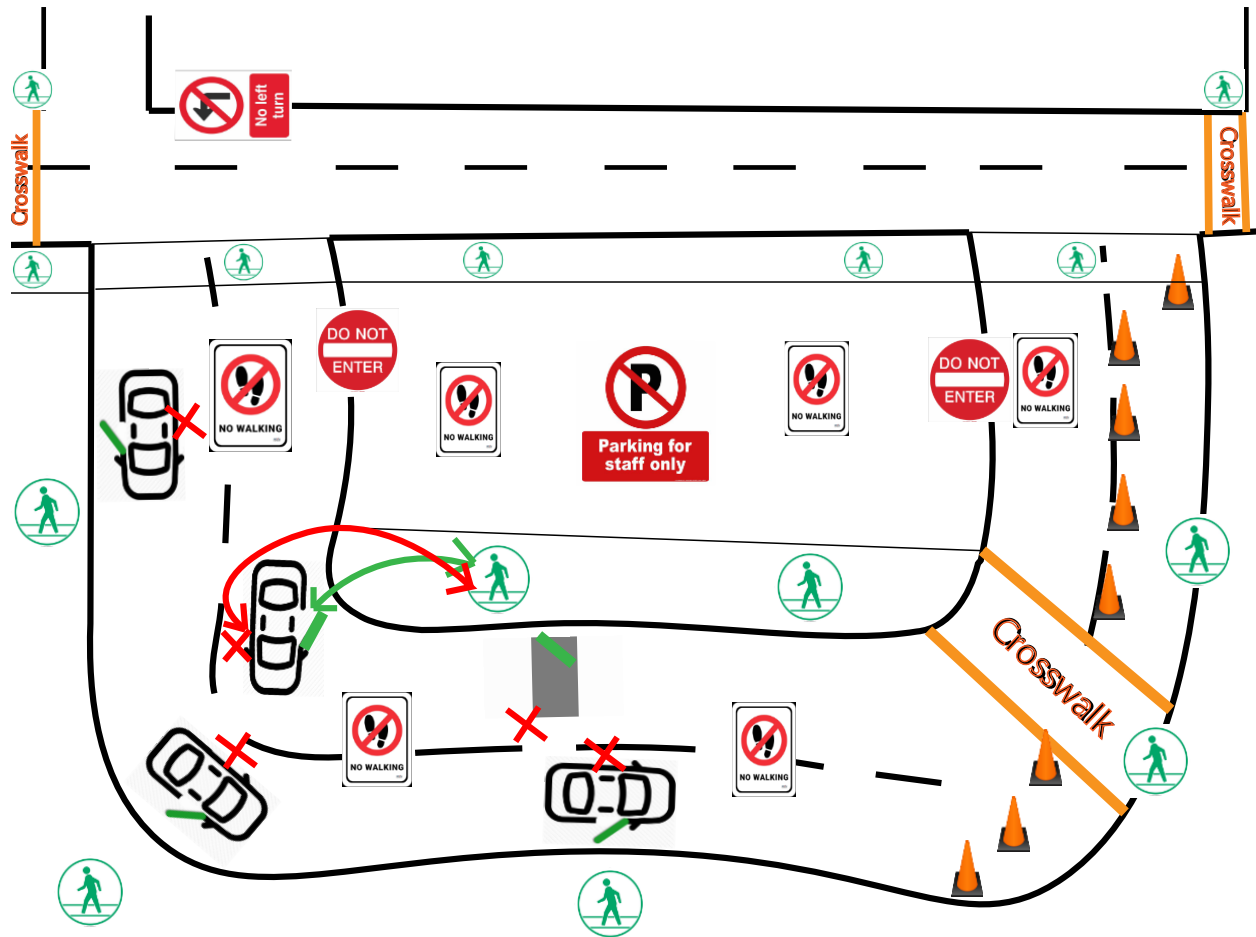 No left
turn
Crosswalk
Crosswalk
DO NOT
ENTER
NO WALKING
NO WALKING
P
Parking for
staff only
NO WALKING
DO NOT
ENTER
NO WALKING
Crosswalk
NO WALKING
NO WALKING